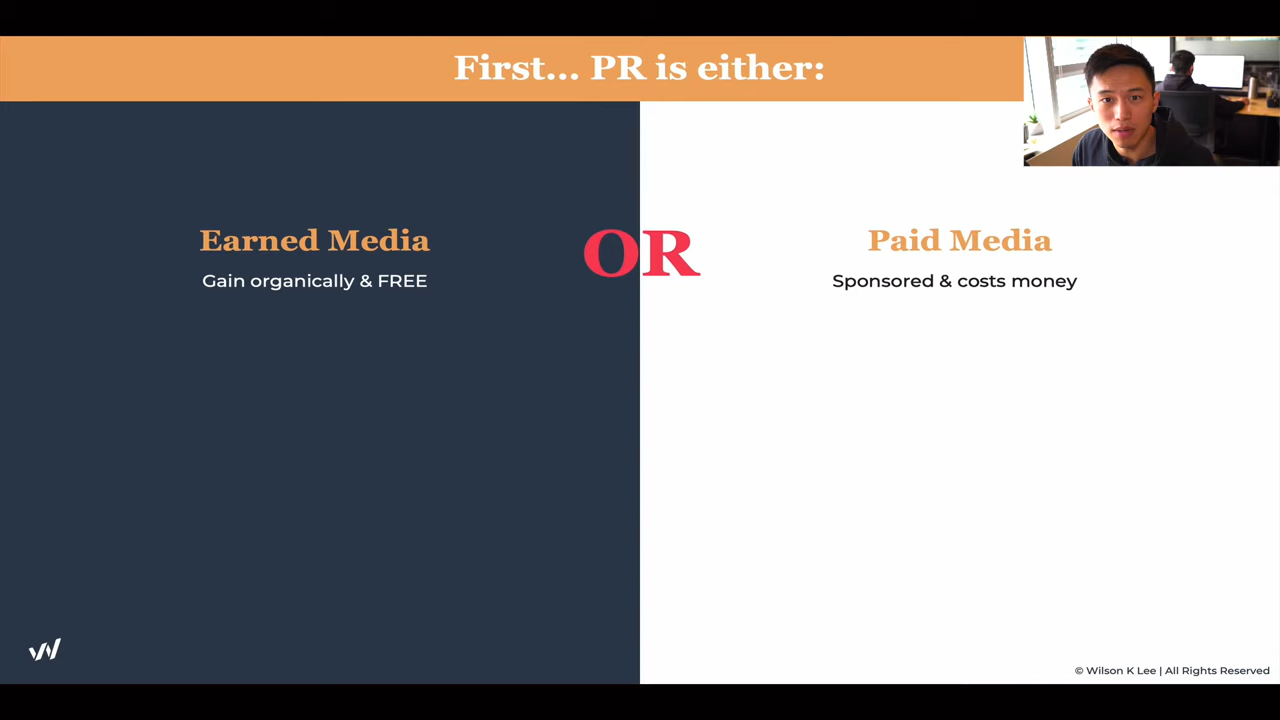 First... PR is either:
Earned Media
Gain organically & FREE
OR
Paid Media
Sponsored & costs money
© Wilson K Lee | All Rights Reserved